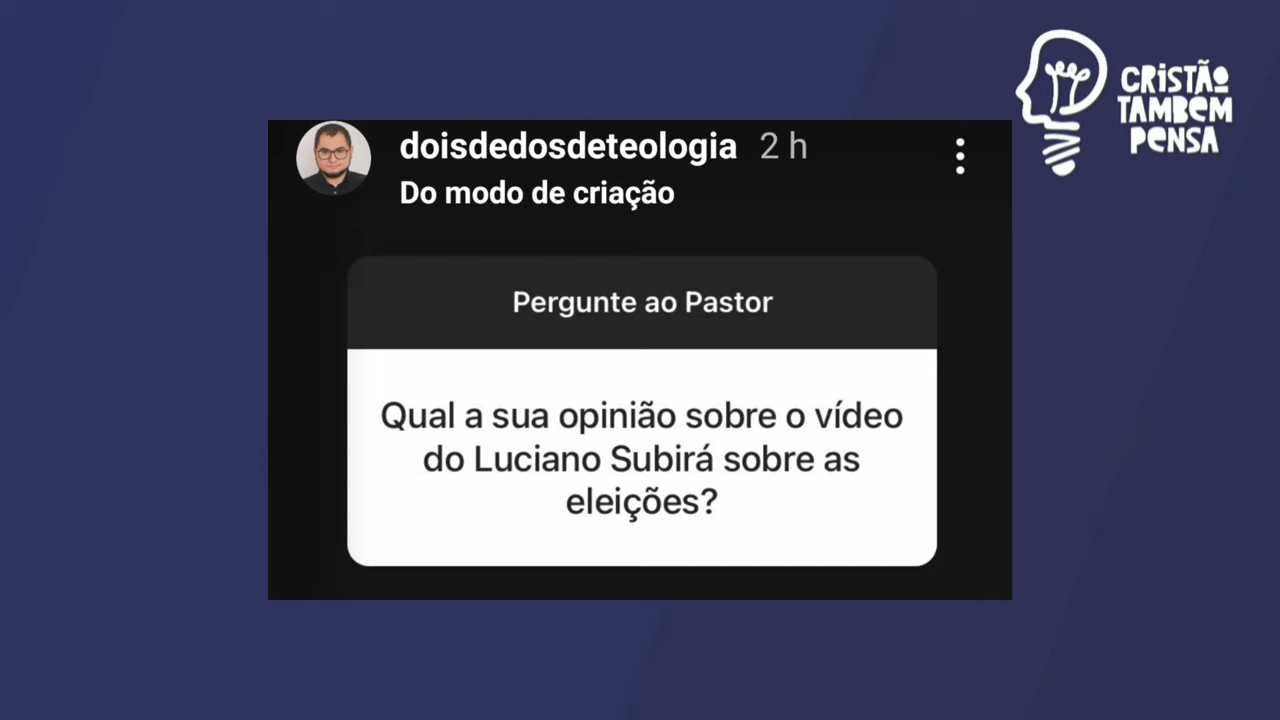 CRISTÃO
TAMBEM
PENSA
doisdedosdeteologia 2 h
Do modo de criação
Pergunte ao Pastor
Qual a sua opinião sobre o vídeo
do Luciano Subirá sobre as
eleições?